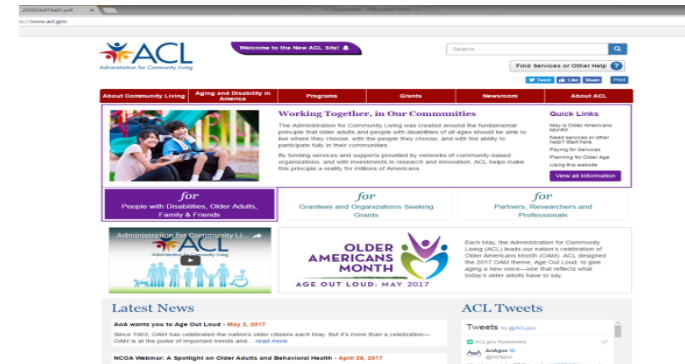 2006OAATitleIV.pdf
://www.acl.gov
ACL
Administration for Community Living
Welcome to the New ACL Site!
Search
Find Services or Other Help
Tweet Like Share Print
About Community Living
Aging and Disability in America
Programs
Grants
Newsroom
About ACL
Working Together, in Our Communities
The Administration for Community Living was created around the fundamental
principle that older adults and people with disabilities of all ages should be able to
live where they choose, with the people they choose, and with the ability to
participate fully in their communities.
By funding services and supports provided by networks of community-based
organizations, and with investments in research and innovation, ACL helps make
this principle a reality for millions of Americans.
Quick Links
May is Older Americans
Month!
Need services or other
help? Start here.
Paying for Services
Planning for Older Age
Using this website
View all Information
for
People with Disabilities, Older Adults,
Family & Friends
for
Grantees and Organizations Seeking
Grants
for
Partners, Researchers and
Professionals
Administration for Community Li...
ACL
OLDER
AMERICANS
MONTH
AGE OUT LOUD: MAY 2017
Each May, the Administration for Community
Living (ACL) leads our nation's celebration of
Older Americans Month (OAM). ACL designed
the 2017 OAM theme, Age Out Loud, to give
aging a new voice—one that reflects what
today's older adults have to say.
Latest News
AoA wants you to Age Out Loud - May 2, 2017
Since 1963, OAM has celebrated the nation's older citizens each May. But it's more than a celebration—
OAM is at the pulse of important trends and... read more
NCOA Webinar: A Spotlight on Older Adults and Behavioral Health - April 28, 2017
ACL Tweets
Tweets by @ACLgov
ACLgov Retweeted
AoAgov
@AoAgov